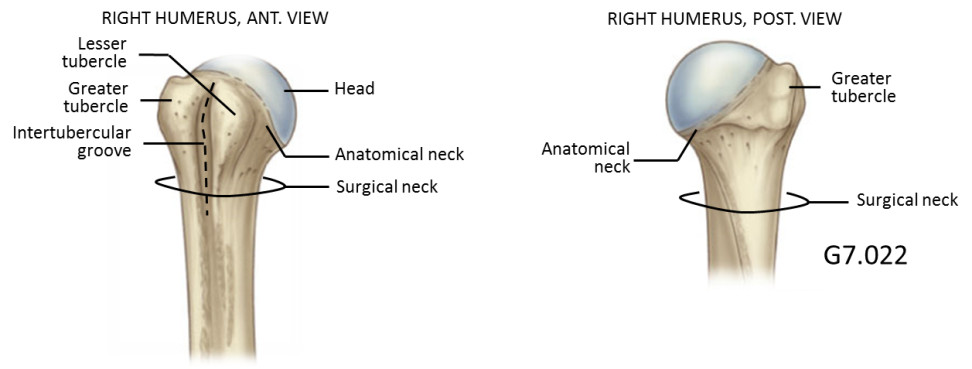 RIGHT HUMERUS, ANT. VIEW
Lesser
tubercle
Greater
tubercle
Intertubercular
groove
Head
Anatomical neck
Surgical neck
RIGHT HUMERUS, POST. VIEW
Greater
tubercle
Anatomical
neck
Surgical neck
G7.022